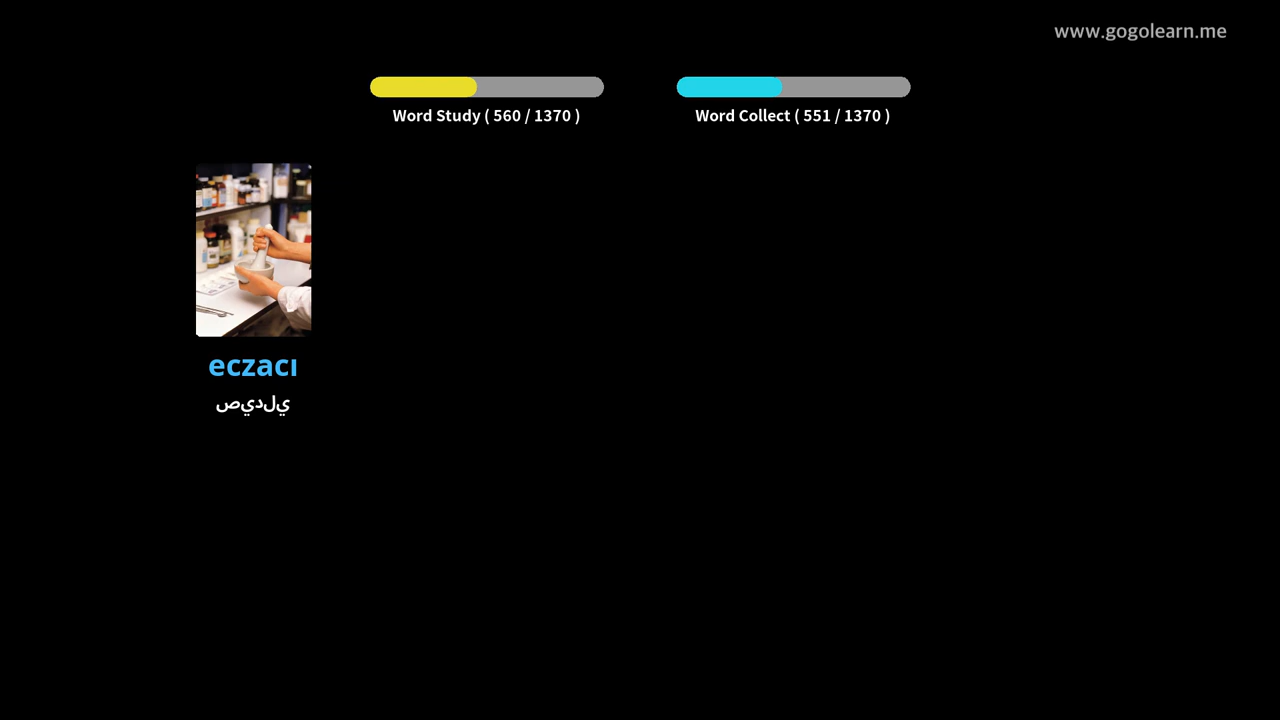 www.gogolearn.me
Word Study ( 560 / 1370 )
Word Collect ( 551 / 1370 )
eczacı
صيدلي